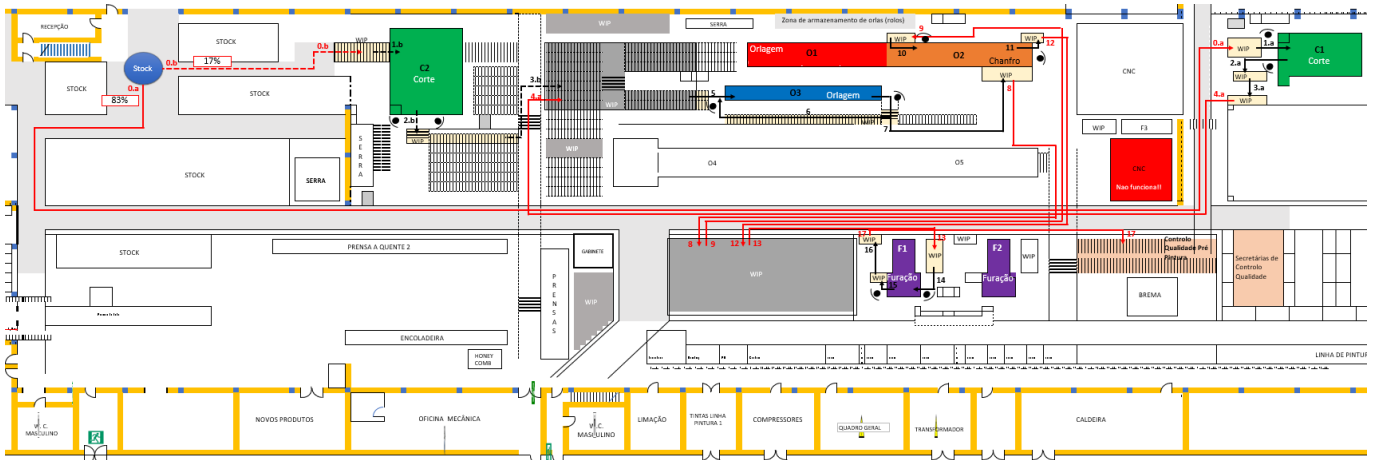 RECEPÇÃO
STOCK
STOCK
STOCK
STOCK
STOCK
Stock
0.b
17%
0.a
83%
0.b
WIP
1.b
C2
Corte
2.b
WIP
SERRA
SERRA
3.b
4.a
WIP
WIP
WIP
WIP
SERRA
Zona de armazenamento de orlas (rolos)
Orlagem
O1
WIP
9
10
O2
11
WIP
12
Chanfro
WIP
8
5
O3
Orlagem
6
WIP
7
O4
O5
CNC
WIP
F3
CNC
Nao funciona!!
0.a
WIP
1.a
C1
Corte
2.a
WIP
3.a
4.a
WIP
STOCK
PRENSA A QUENTE 2
PRENSAS
GABINETE
WIP
ENCOLADEIRA
HONEY
COMB
8
9
12
13
WIP
17
WIP
16
15
F1
Furação
13
WIP
14
WIP
F2
Furação
WIP
17
Controlo
Qualidade Pré
Pintura
BREMA
Secretárias de
Controlo
Qualidade
LINHA DE PINTUR
W. C.
MASCULINO
NOVOS PRODUTOS
OFICINA MECÂNICA
W.C.
MASCULINO
LIMAÇÃO
TINTAS LINHA
PINTURA 1
COMPRESSORES
QUADRO GERAL
TRANSFORMADOR
CALDEIRA